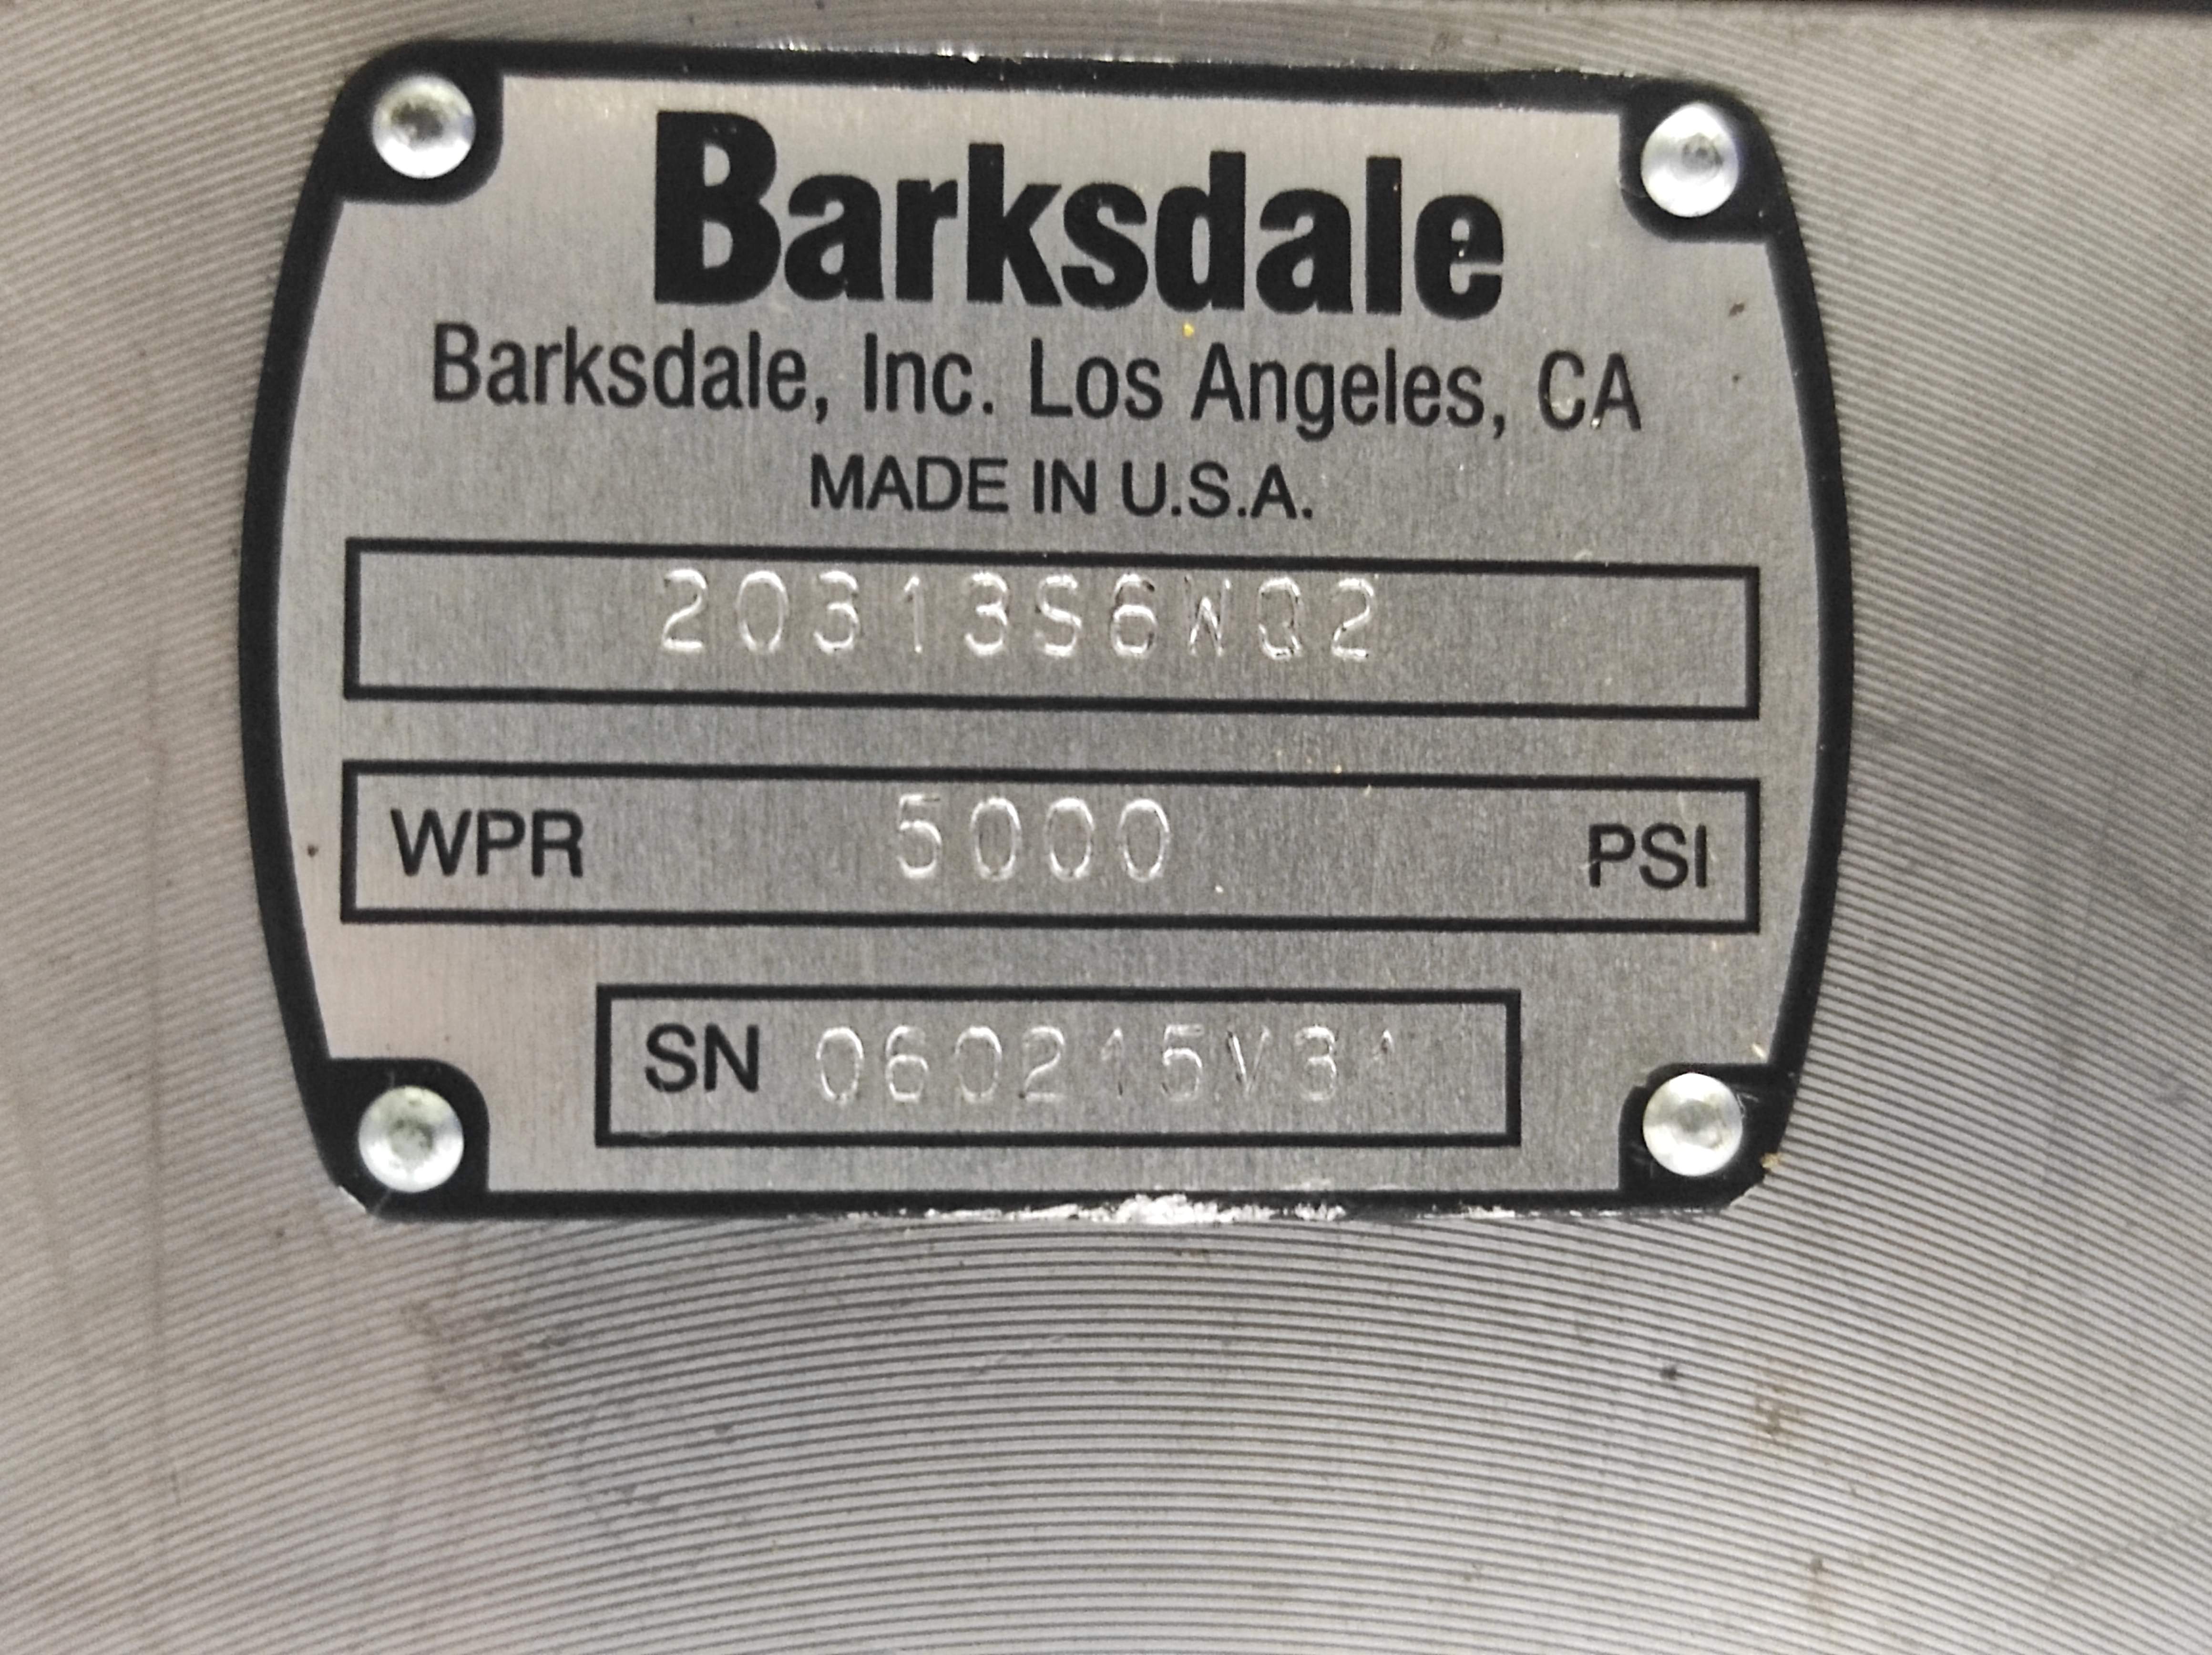 Barksdale
Barksdale, Inc. Los Angeles, CA
MADE IN U.S.A.
20313S6WQ2
WPR 5000 PSI
SN 060215V31